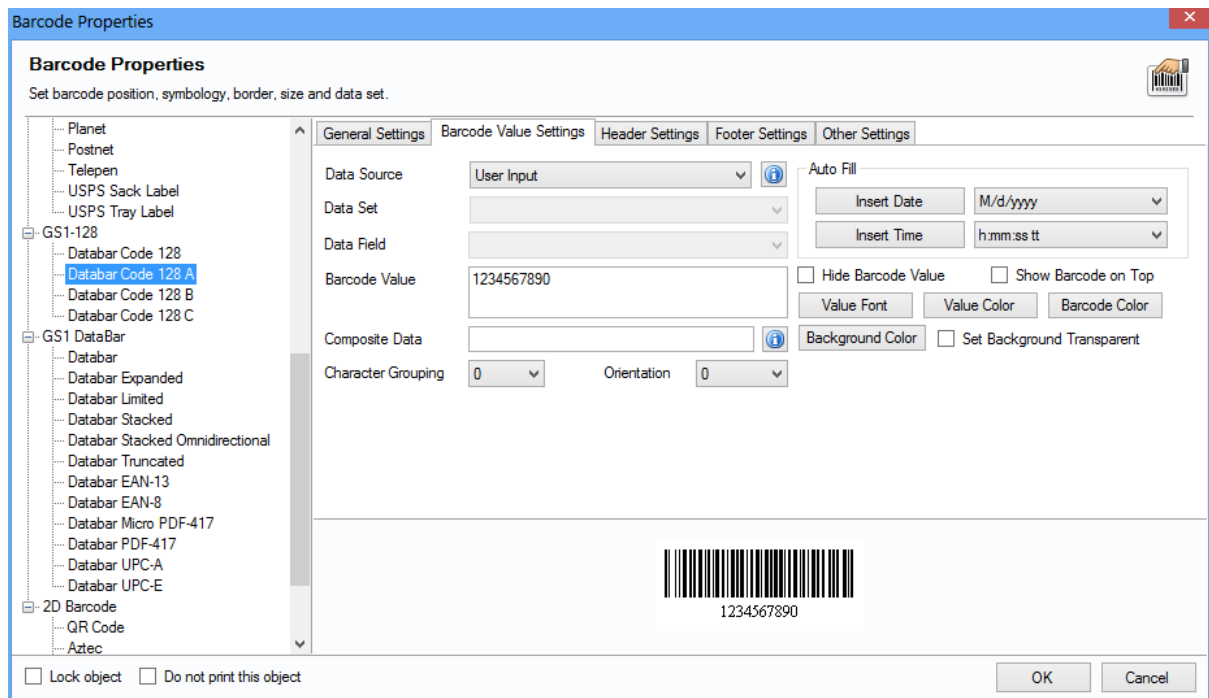 Barcode Properties
Barcode Properties
Set barcode position, symbology, border, size and data set.
Planet
Postnet
Telepen
USPS Sack Label
USPS Tray Label
GS1-128
Databar Code 128
Databar Code 128 A
Databar Code 128 B
Databar Code 128 C
GS1 DataBar
Databar
Databar Expanded
Databar Limited
Databar Stacked
Databar Stacked Omnidirectional
Databar Truncated
Databar EAN-13
Databar EAN-8
Databar Micro PDF-417
Databar PDF-417
Databar UPC-A
Databar UPC-E
2D Barcode
QR Code
Aztec
General Settings Barcode Value Settings Header Settings Footer Settings Other Settings
Data Source User Input
Data Set
Data Field
Barcode Value 1234567890
Composite Data
Character Grouping 0 Orientation 0
Auto Fill
Insert Date M/d/yyyy
Insert Time h:mm:ss tt
Hide Barcode Value Show Barcode on Top
Value Font Value Color Barcode Color
Background Color Set Background Transparent
1234567890
Lock object Do not print this object OK Cancel